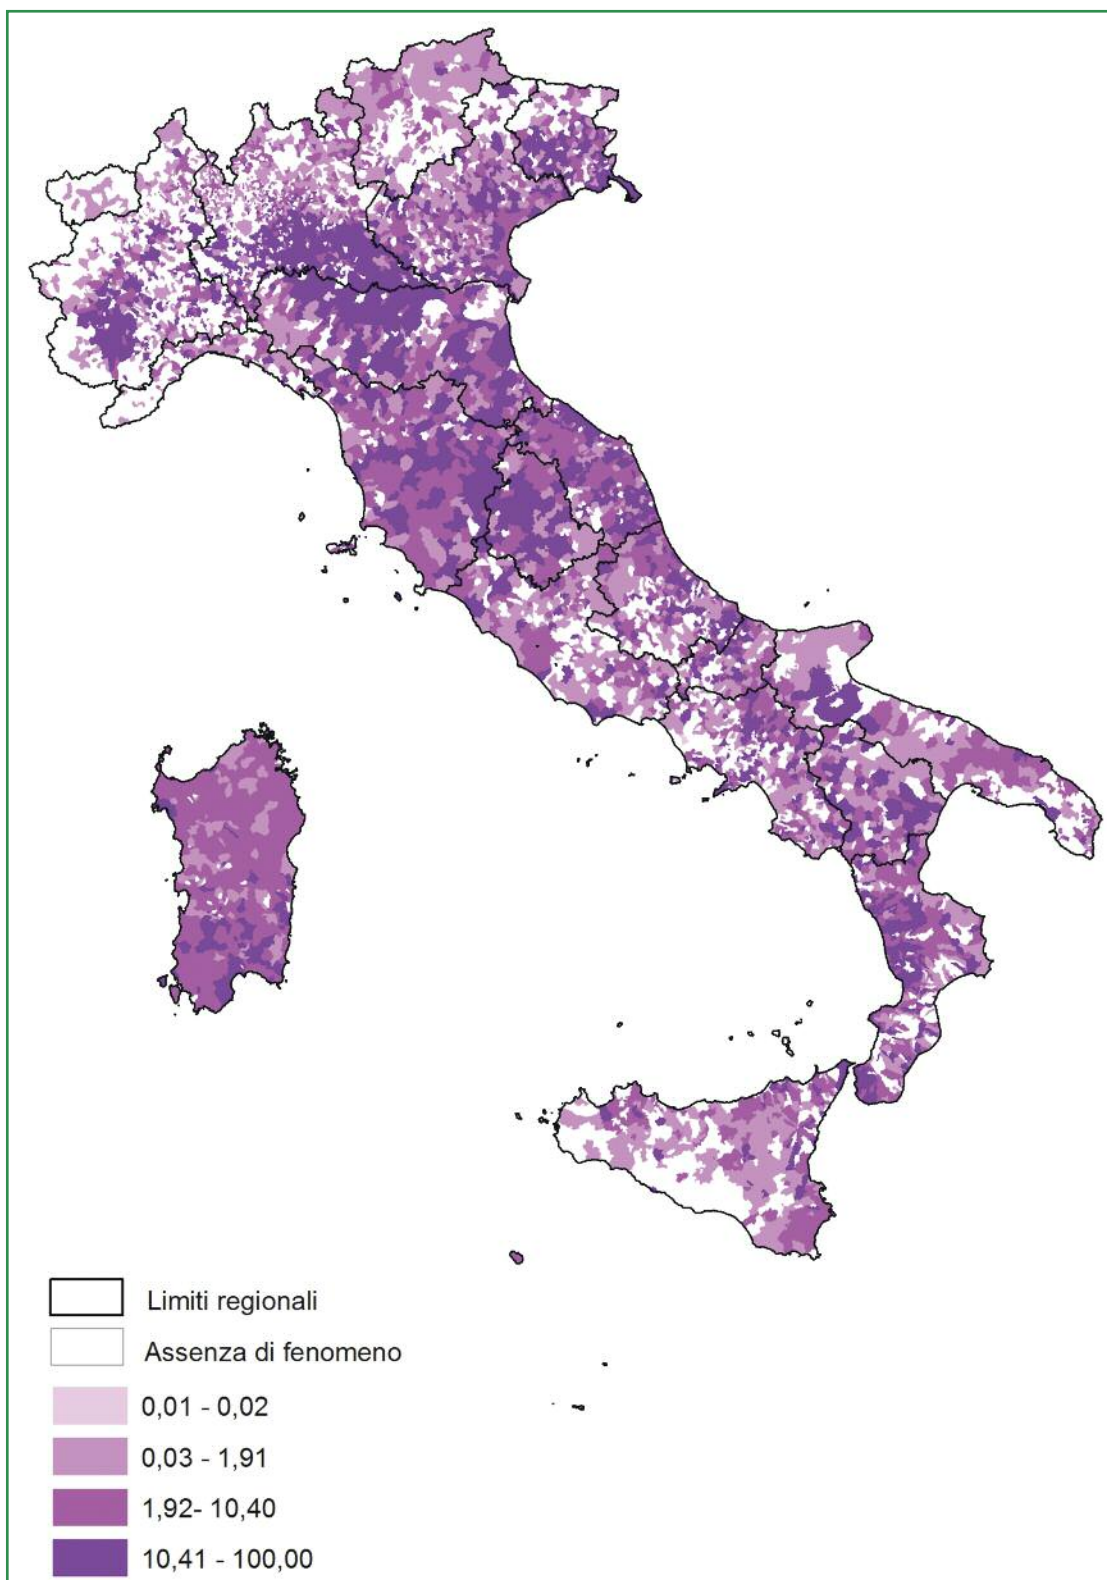 Limiti regionali
Assenza di fenomeno
0,01 - 0,02
0,03 - 1,91
1,92- 10,40
10,41 - 100,00